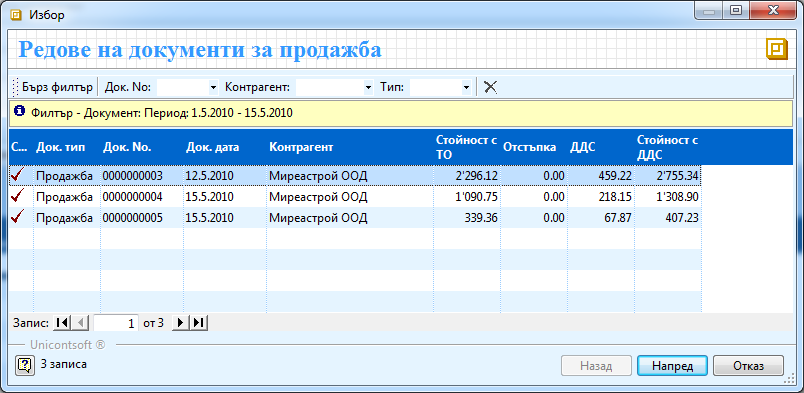 Избор
Редове на документи за продажба
Бърз филтър Док. No: Контрагент: Тип:
Филтър - Документ: Период: 1.5.2010 - 15.5.2010
С... Док. тип Док. No. Док. дата Контрагент Стойност с ТО Отстъпка ДДС Стойност с ДДС
Продажба 0000000003 12.5.2010 Миреастрой ООД 2'296.12 0.00 459.22 2'755.34
Продажба 0000000004 15.5.2010 Миреастрой ООД 1'090.75 0.00 218.15 1'308.90
Продажба 0000000005 15.5.2010 Миреастрой ООД 339.36 0.00 67.87 407.23
Запис: 1 от 3
Unicontsoft ®
3 записа Назад Напред Отказ